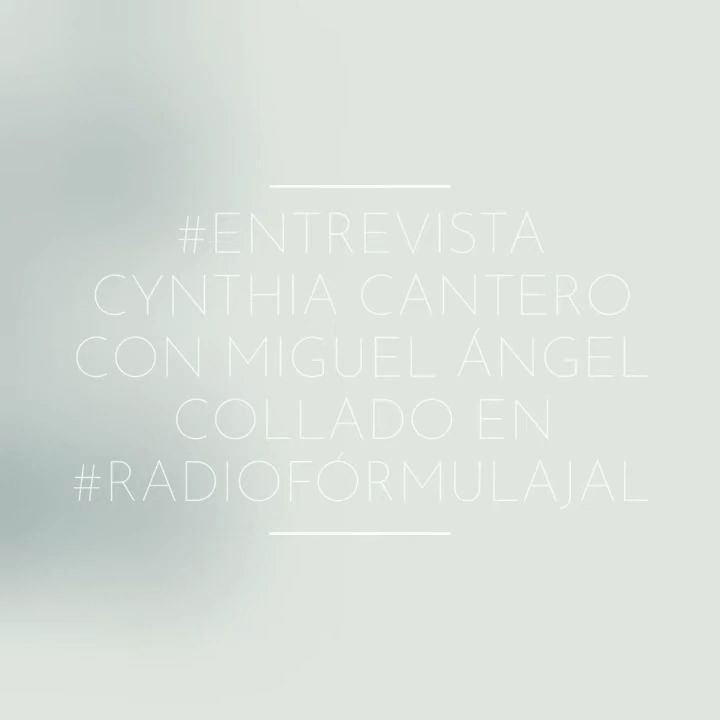 #ENTREVISTA
CYNTHIA CANTERO
CON MIGUEL ÁNGEL
COLLADO EN
#RADIOFÓRMULAJAL